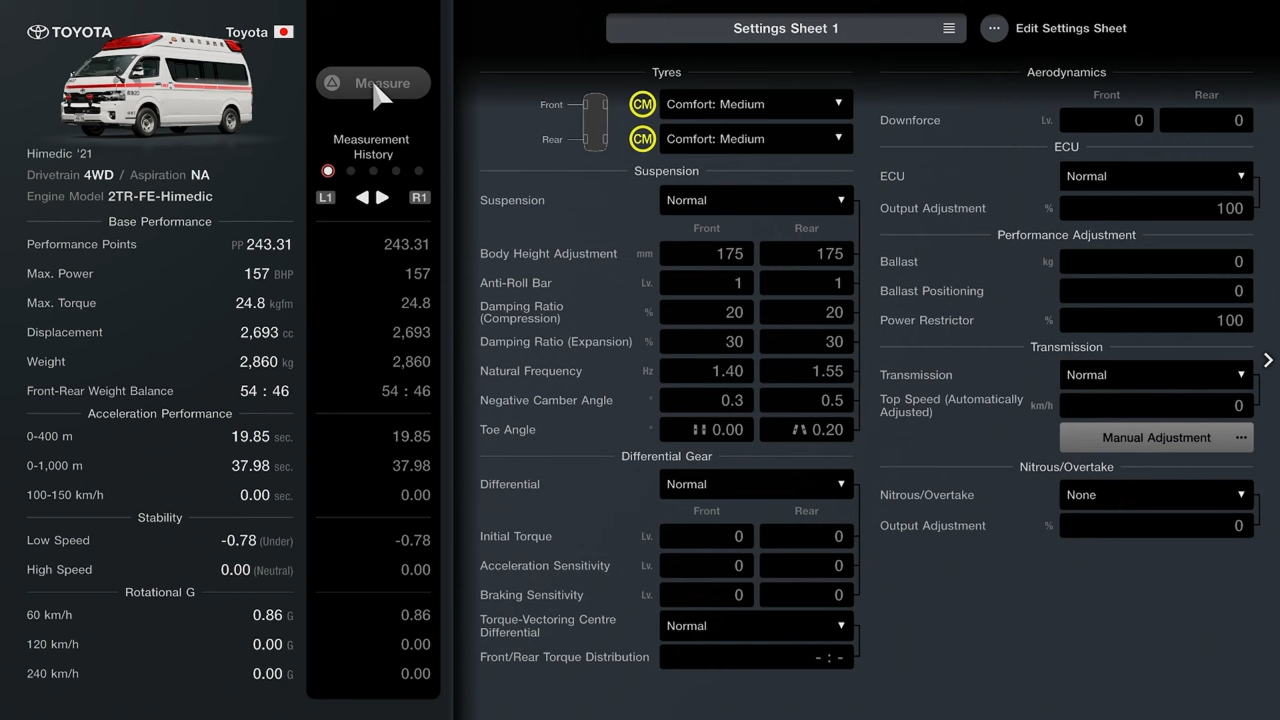 TOYOTA
Toyota
Himedic '21
Drivetrain 4WD / Aspiration NA
Engine Model 2TR-FE-Himedic
Base Performance
Performance Points PP 243.31
Max. Power 157 BHP
Max. Torque 24.8 kgfm
Displacement 2,693 cc
Weight 2,860 kg
Front-Rear Weight Balance 54 : 46
Acceleration Performance
0-400 m 19.85 sec.
0-1,000 m 37.98 sec.
100-150 km/h 0.00 sec.
Stability
Low Speed -0.78 (Under)
High Speed 0.00 (Neutral)
Rotational G
60 km/h 0.86 G
120 km/h 0.00 G
240 km/h 0.00 G
Measure
Measurement
History
L1 R1
243.31
157
24.8
2,693
2,860
54 : 46
19.85
37.98
0.00
-0.78
0.00
0.86
0.00
0.00
Settings Sheet 1
Edit Settings Sheet
Tyres
Front CM Comfort: Medium
Rear CM Comfort: Medium
Suspension
Suspension Normal
Front Rear
Body Height Adjustment mm 175 175
Anti-Roll Bar Lv. 1 1
Damping Ratio
(Compression) % 20 20
Damping Ratio (Expansion) % 30 30
Natural Frequency Hz 1.40 1.55
Negative Camber Angle ° 0.3 0.5
Toe Angle ° 0.00 0.20
Differential Gear
Differential Normal
Front Rear
Initial Torque Lv. 0 0
Acceleration Sensitivity Lv. 0 0
Braking Sensitivity Lv. 0 0
Torque-Vectoring Centre
Differential Normal
Front/Rear Torque Distribution - : -
Aerodynamics
Front Rear
Downforce Lv. 0 0
ECU
ECU Normal
Output Adjustment % 100
Performance Adjustment
Ballast kg 0
Ballast Positioning 0
Power Restrictor % 100
Transmission
Transmission Normal
Top Speed (Automatically
Adjusted) km/h 0
Manual Adjustment
Nitrous/Overtake
Nitrous/Overtake None
Output Adjustment % 0